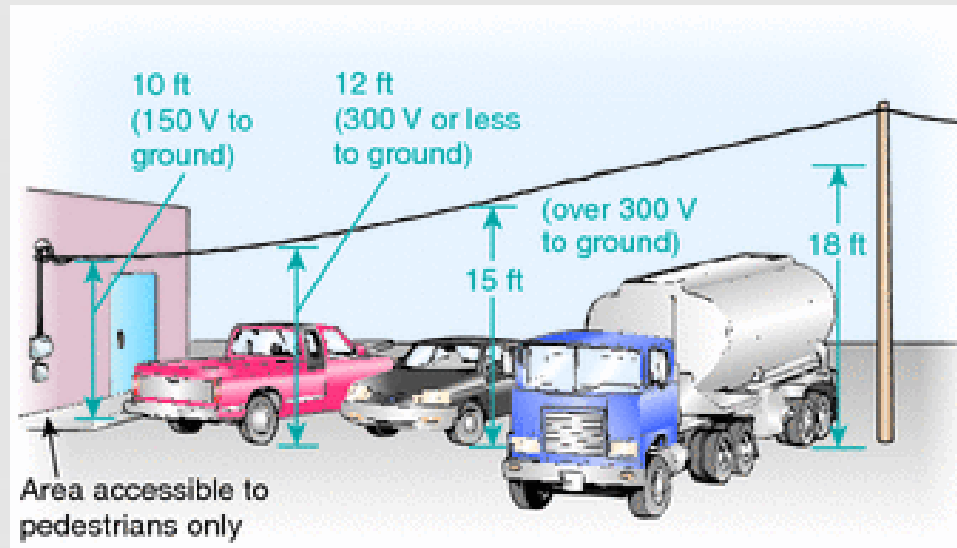 10 ft
(150 V to
ground)
12 ft
(300 V or less
to ground)
(over 300 V
to ground)
15 ft
18 ft
Area accessible to
pedestrians only